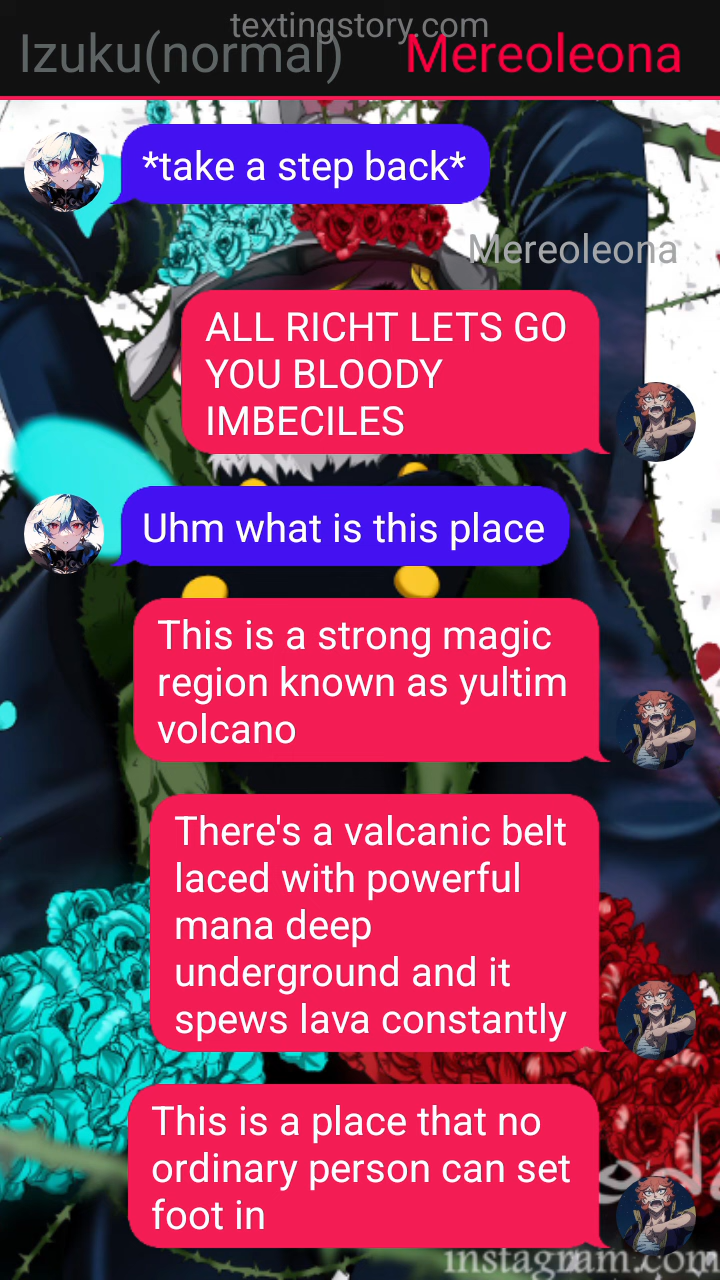 textingstory.com
Izuku(normal) Mereoleona
*take a step back*
Mereoleona
ALL RICHT LETS GO
YOU BLOODY
IMBECILES
Uhm what is this place
This is a strong magic
region known as yultim
volcano
There's a valcanic belt
laced with powerful
mana deep
underground and it
spews lava constantly
This is a place that no
ordinary person can set
foot in
instagram.com